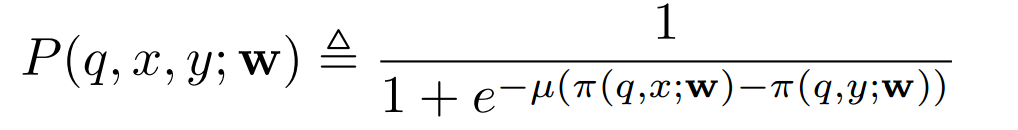 P(q, x, y; w) ≜ 1 / (1 + e^{−μ(π(q,x;w)−π(q,y;w))})